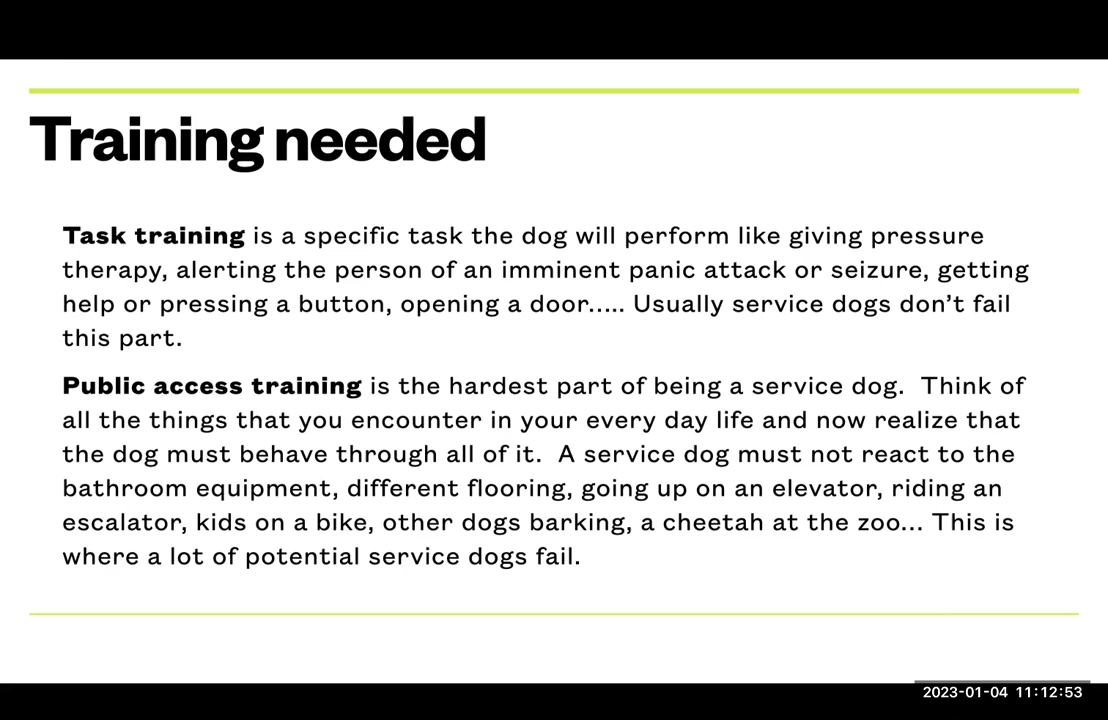 Training needed
Task training is a specific task the dog will perform like giving pressure
therapy, alerting the person of an imminent panic attack or seizure, getting
help or pressing a button, opening a door..... Usually service dogs don’t fail
this part.
Public access training is the hardest part of being a service dog.  Think of
all the things that you encounter in your every day life and now realize that
the dog must behave through all of it.  A service dog must not react to the
bathroom equipment, different flooring, going up on an elevator, riding an
escalator, kids on a bike, other dogs barking, a cheetah at the zoo... This is
where a lot of potential service dogs fail.
2023-01-04 11:12:53